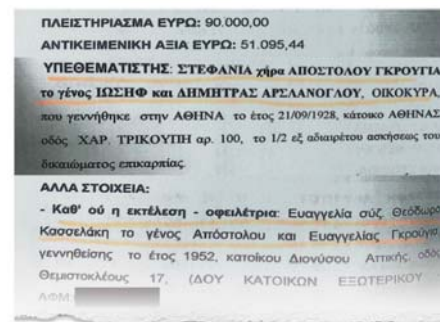 ΠΛΕΙΣΤΗΡΙΑΣΜΑ ΕΥΡΩ: 90.000,00
ΑΝΤΙΚΕΙΜΕΝΙΚΗ ΑΞΙΑ ΕΥΡΩ: 51.095,44
ΥΠΕΘΕΜΑΤΙΣΤΗΣ: ΣΤΕΦΑΝΙΑ χήρα ΑΠΟΣΤΟΛΟΥ ΓΚΡΟΥΓΙΑ
το γένος ΙΩΣΗΦ και ΔΗΜΗΤΡΑΣ ΑΡΣΛΑΝΟΓΛΟΥ, ΟΙΚΟΚΥΡΑ,
που γεννήθηκε στην ΑΘΗΝΑ το έτος 21/09/1928, κάτοικο ΑΘΗΝΑΣ
οδός ΧΑΡ. ΤΡΙΚΟΥΠΗ αρ. 100, το 1/2 εξ αδιαιρέτου ασκήσεως του
δικαιώματος επικαρπίας.
ΑΛΛΑ ΣΤΟΙΧΕΙΑ:
- Καθ' ού η εκτέλεση - οφειλέτρια: Ευαγγελία σύζ. Θεόδωρο
Κασσελάκη το γένος Απόστολου και Ευαγγελίας Γκρούγια
γεννηθείσης το έτος 1952, κατοίκου Διονύσου Αττικής, οδός
Θεμιστοκλέους 17, (ΔΟΥ ΚΑΤΟΙΚΩΝ ΕΞΩΤΕΡΙΚΟΥ
ΑΦΜ: